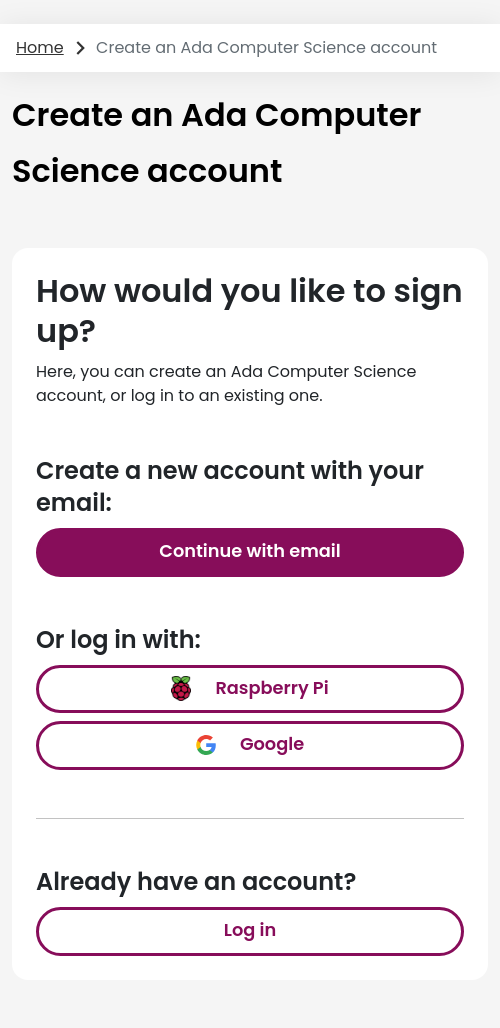 Home Create an Ada Computer Science account
Create an Ada Computer
Science account
How would you like to sign
up?
Here, you can create an Ada Computer Science
account, or log in to an existing one.
Create a new account with your
email:
Continue with email
Or log in with:
Raspberry Pi
Google
Already have an account?
Log in